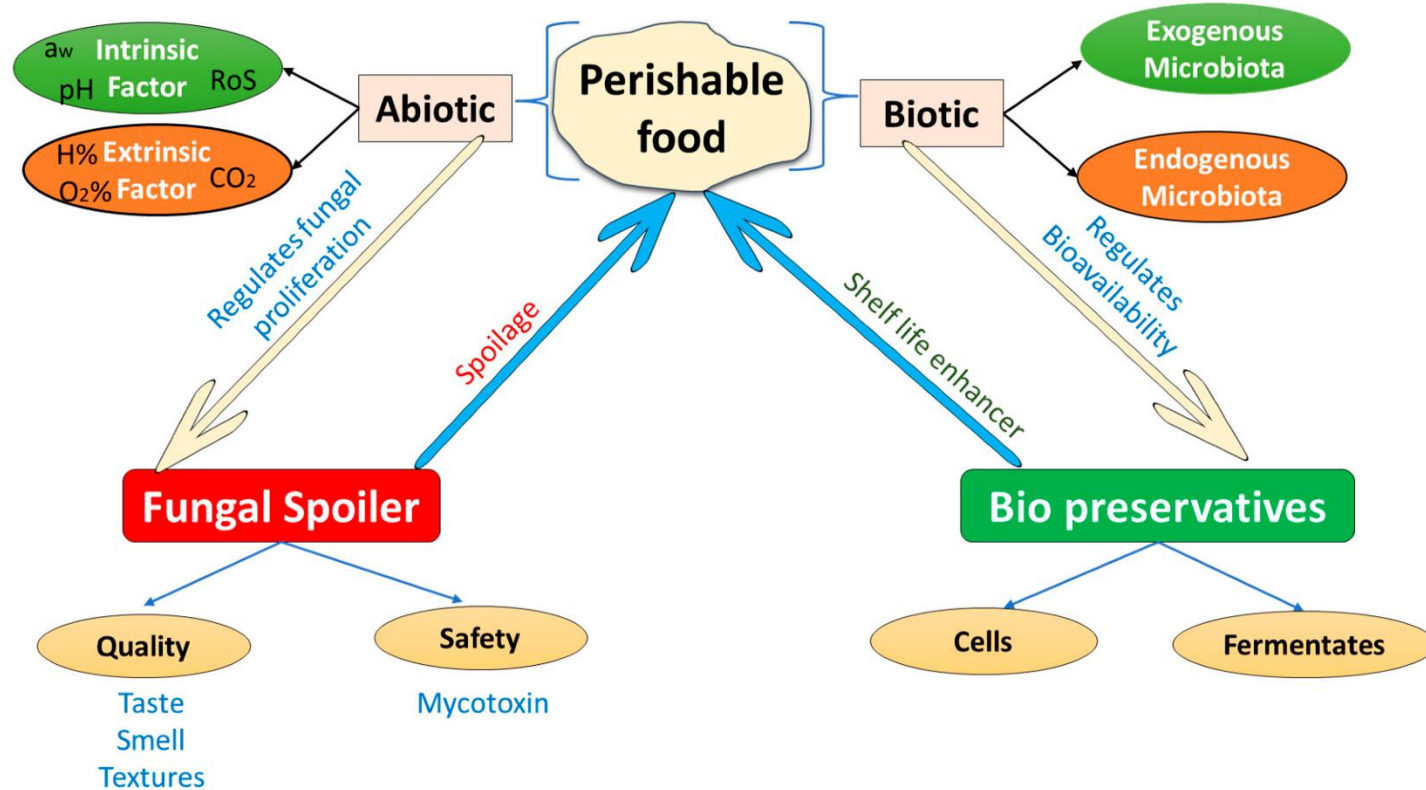 aw Intrinsic
pH Factor RoS
H% Extrinsic
O2% Factor CO2
Abiotic
Perishable
food
Biotic
Exogenous
Microbiota
Endogenous
Microbiota
Regulates fungal
proliferation
Spoilage
Shelf life enhancer
Regulates
Bioavailability
Fungal Spoiler
Bio preservatives
Quality
Safety
Cells
Fermentates
Taste
Smell
Textures
Mycotoxin